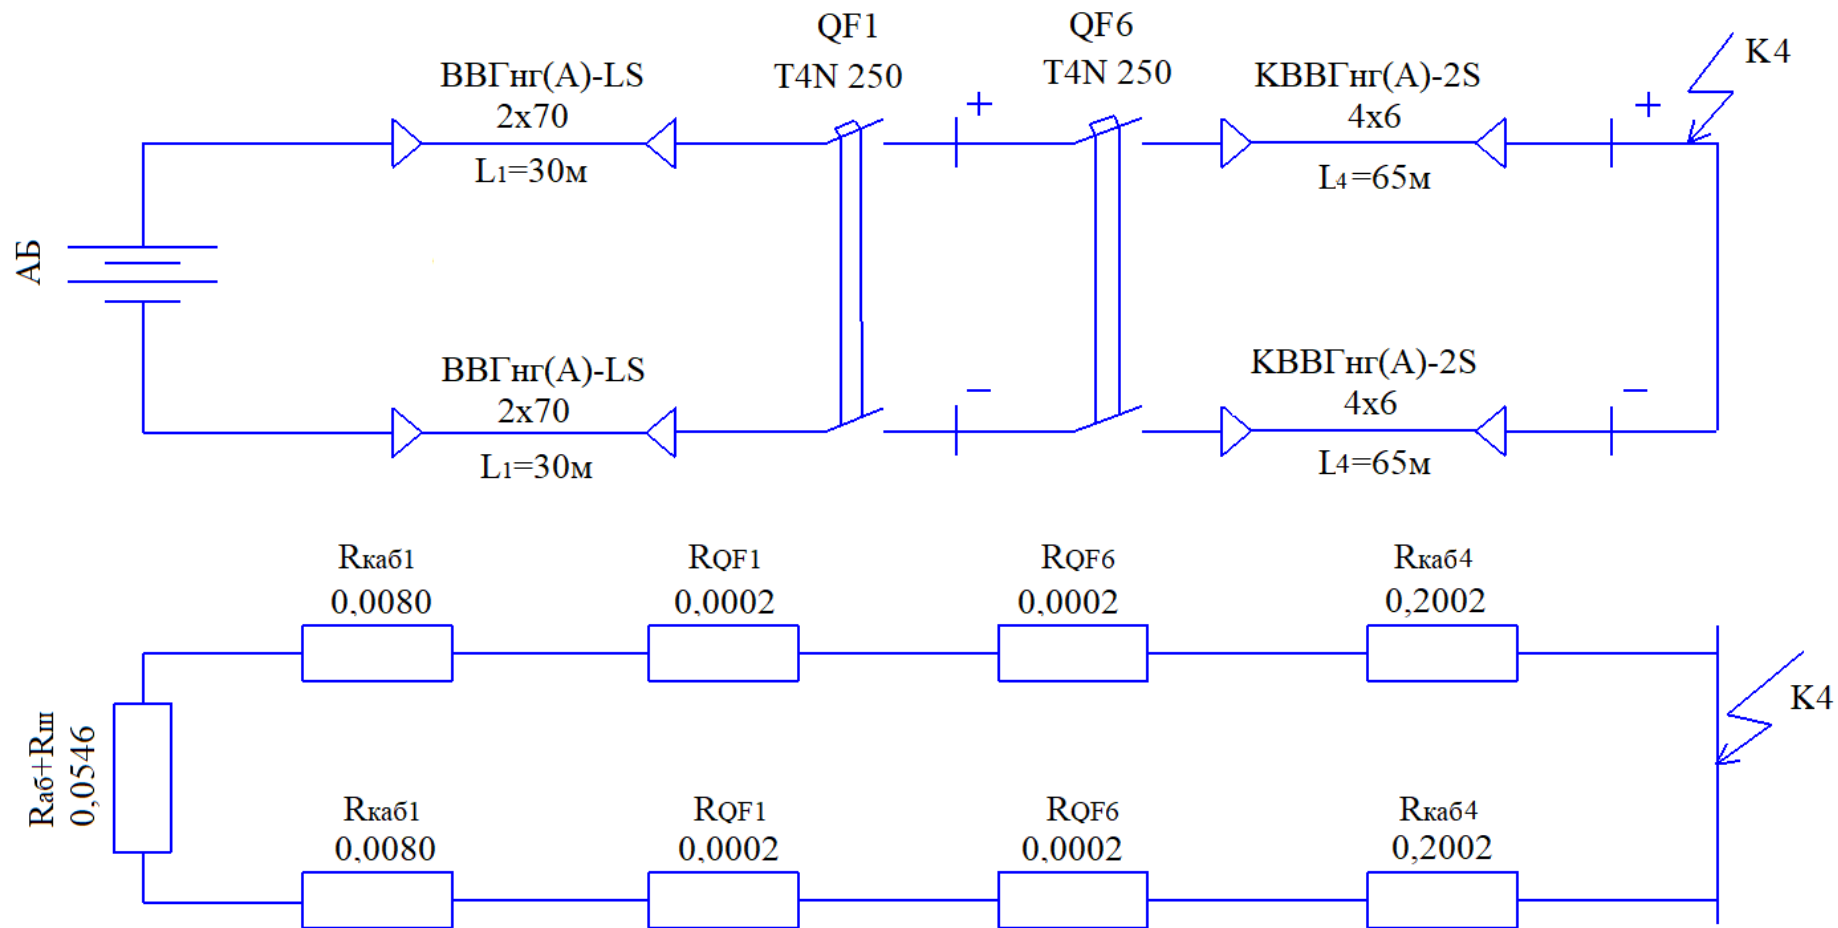 QF1
QF6
T4N 250
T4N 250
K4
ВВГнг(А)-LS
2х70
L1=30м
КВВГнг(А)-2S
4х6
L4=65м
+
+
АБ
ВВГнг(А)-LS
2х70
L1=30м
−
КВВГнг(А)-2S
4х6
L4=65м
−
Rкаб1
0,0080
RQF1
0,0002
RQF6
0,0002
Rкаб4
0,2002
K4
Rаб+Rш
0,0546
Rкаб1
0,0080
RQF1
0,0002
RQF6
0,0002
Rкаб4
0,2002